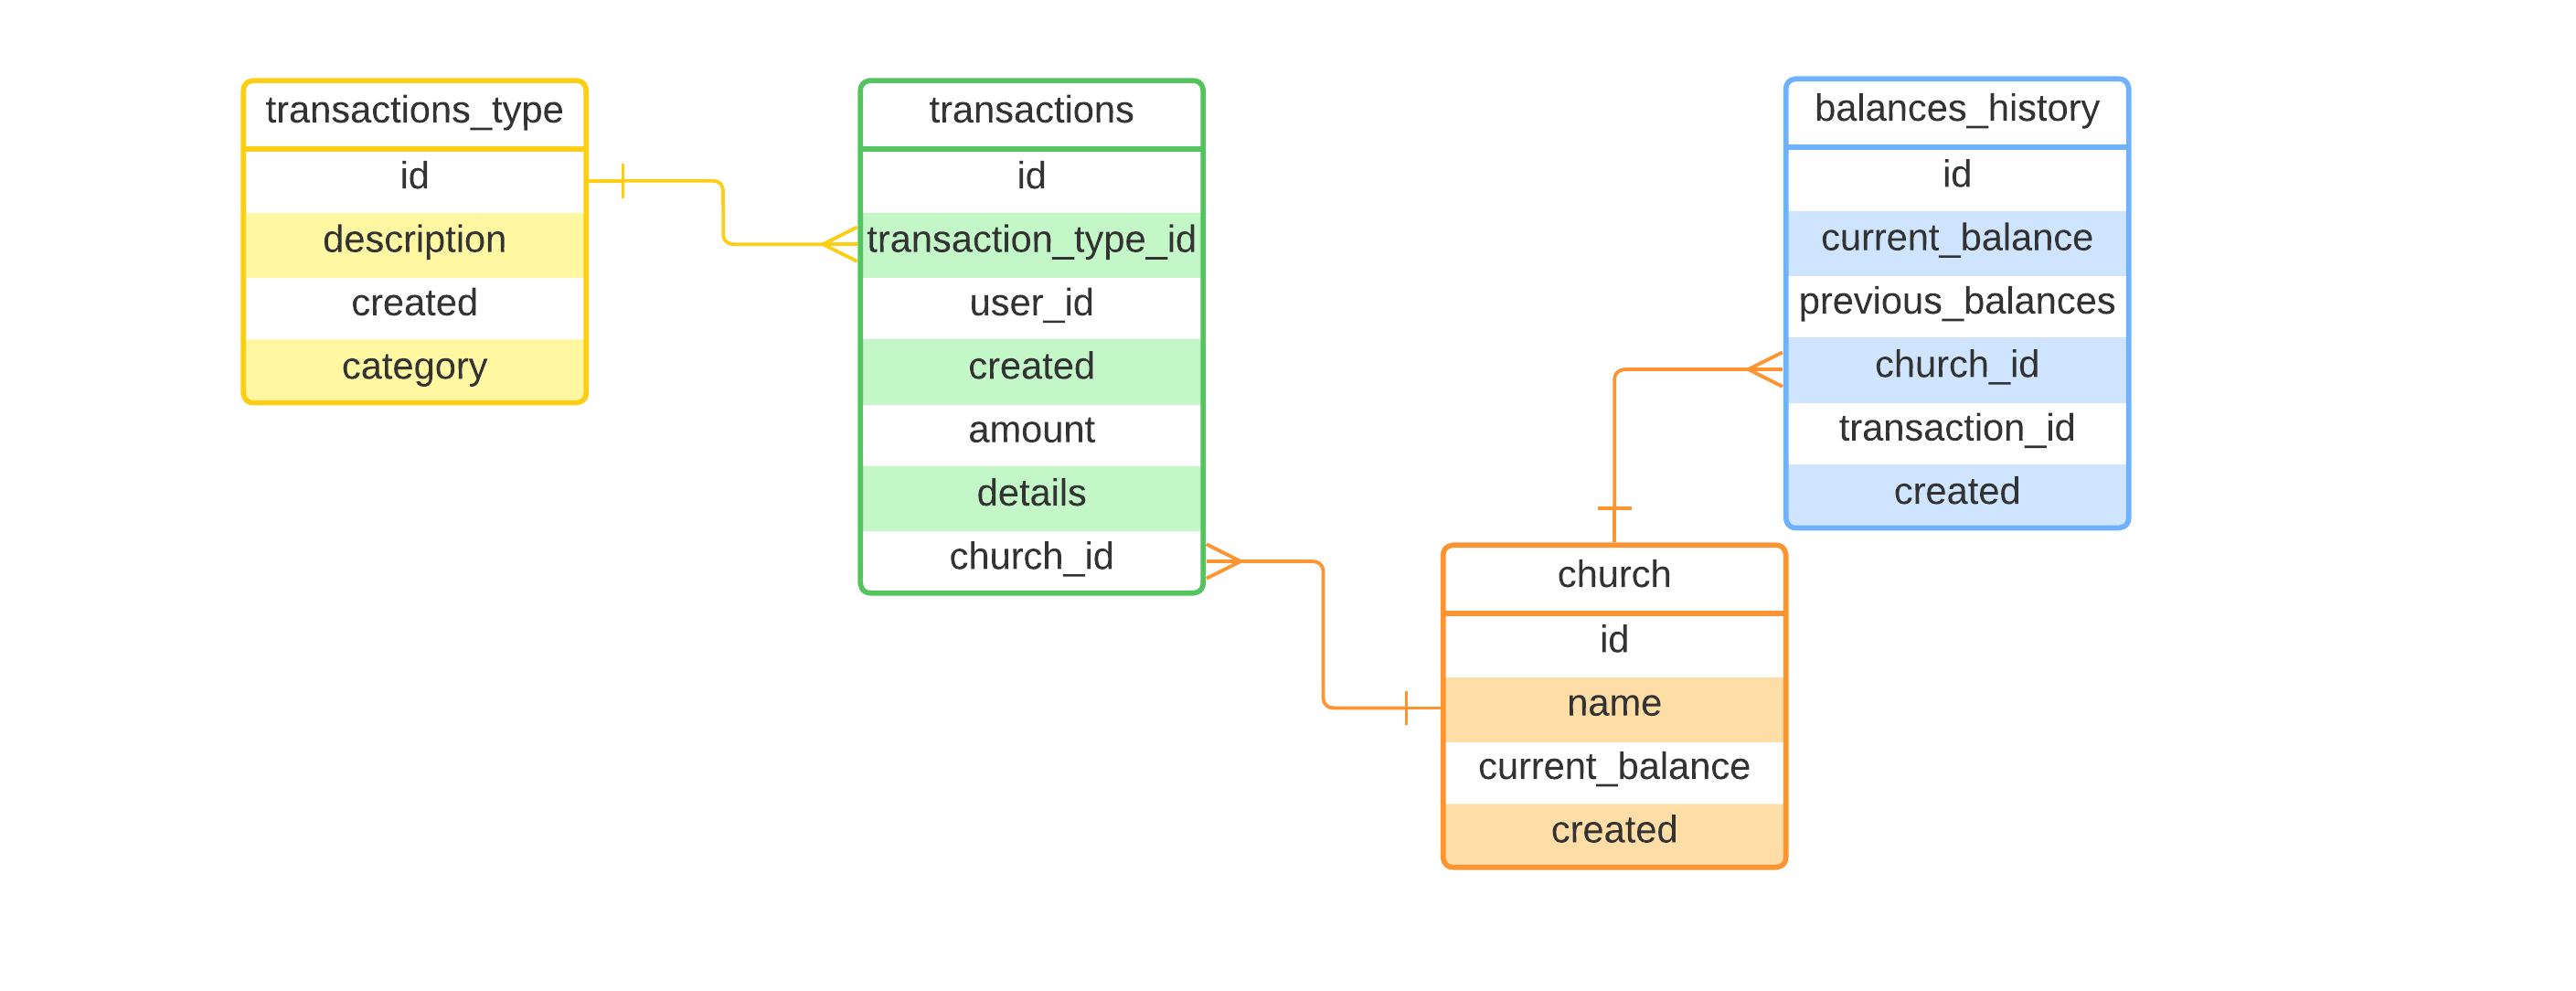 transactions_type
id
description
created
category
transactions
id
transaction_type_id
user_id
created
amount
details
church_id
balances_history
id
current_balance
previous_balances
church_id
transaction_id
created
church
id
name
current_balance
created